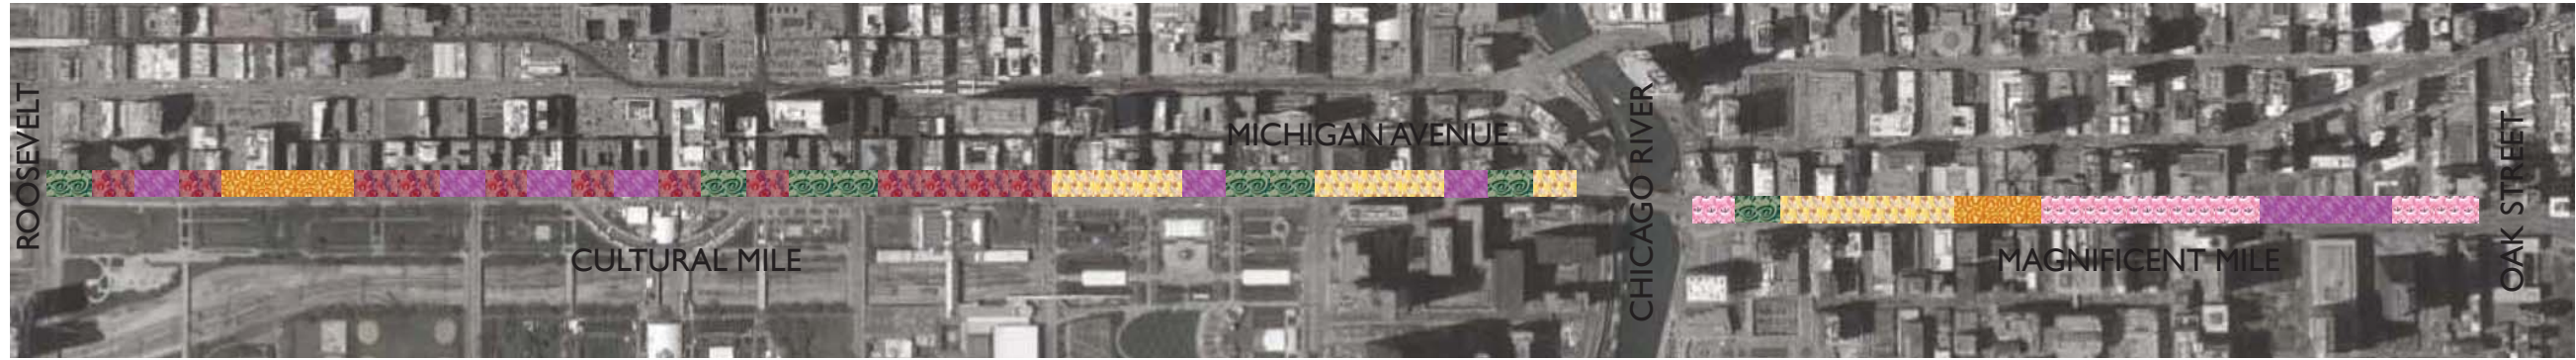 ROOSEVELT
CULTURAL MILE
MICHIGAN AVENUE
CHICAGO RIVER
MAGNIFICENT MILE
OAK STREET